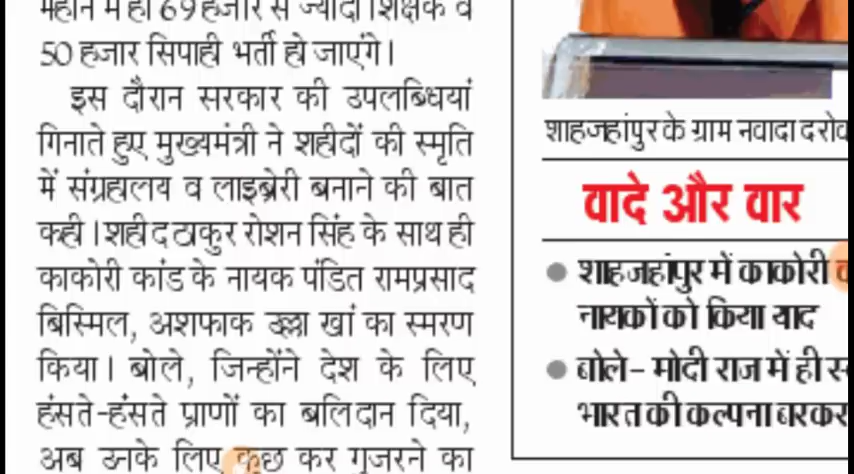 महीने में ही 69 हजार से ज्यादा शिक्षक व
50 हजार सिपाही भर्ती हो जाएंगे।
इस दौरान सरकार की उपलब्धियां
गिनाते हुए मुख्यमंत्री ने शहीदों की स्मृति
में संग्रहालय व लाइब्रेरी बनाने की बात
कही। शहीद ठाकुर रोशन सिंह के साथ ही
काकोरी कांड के नायक पंडित रामप्रसाद
बिस्मिल, अशफाक उल्ला खां का स्मरण
किया। बोले, जिन्होंने देश के लिए
हंसते-हंसते प्राणों का बलिदान दिया,
अब उनके लिए कुछ कर गुजरने का
शाहजहांपुर के ग्राम नवादा
वादे और वार
● शाहजहांपुर में काकोरी
नायकों को किया याद
● बोले- मोदी राज में ही
भारत की कल्पना